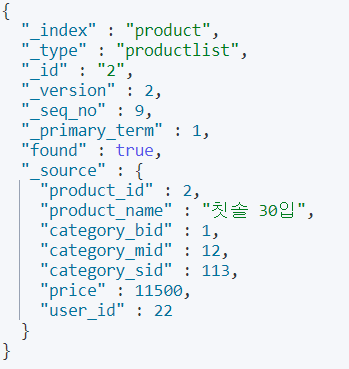 {
"_index" : "product",
"_type" : "productlist",
"_id" : "2",
"_version" : 2,
"_seq_no" : 9,
"_primary_term" : 1,
"found" : true,
"_source" : {
"product_id" : 2,
"product_name" : "칫솔 30입",
"category_bid" : 1,
"category_mid" : 12,
"category_sid" : 113,
"price" : 11500,
"user_id" : 22
}
}